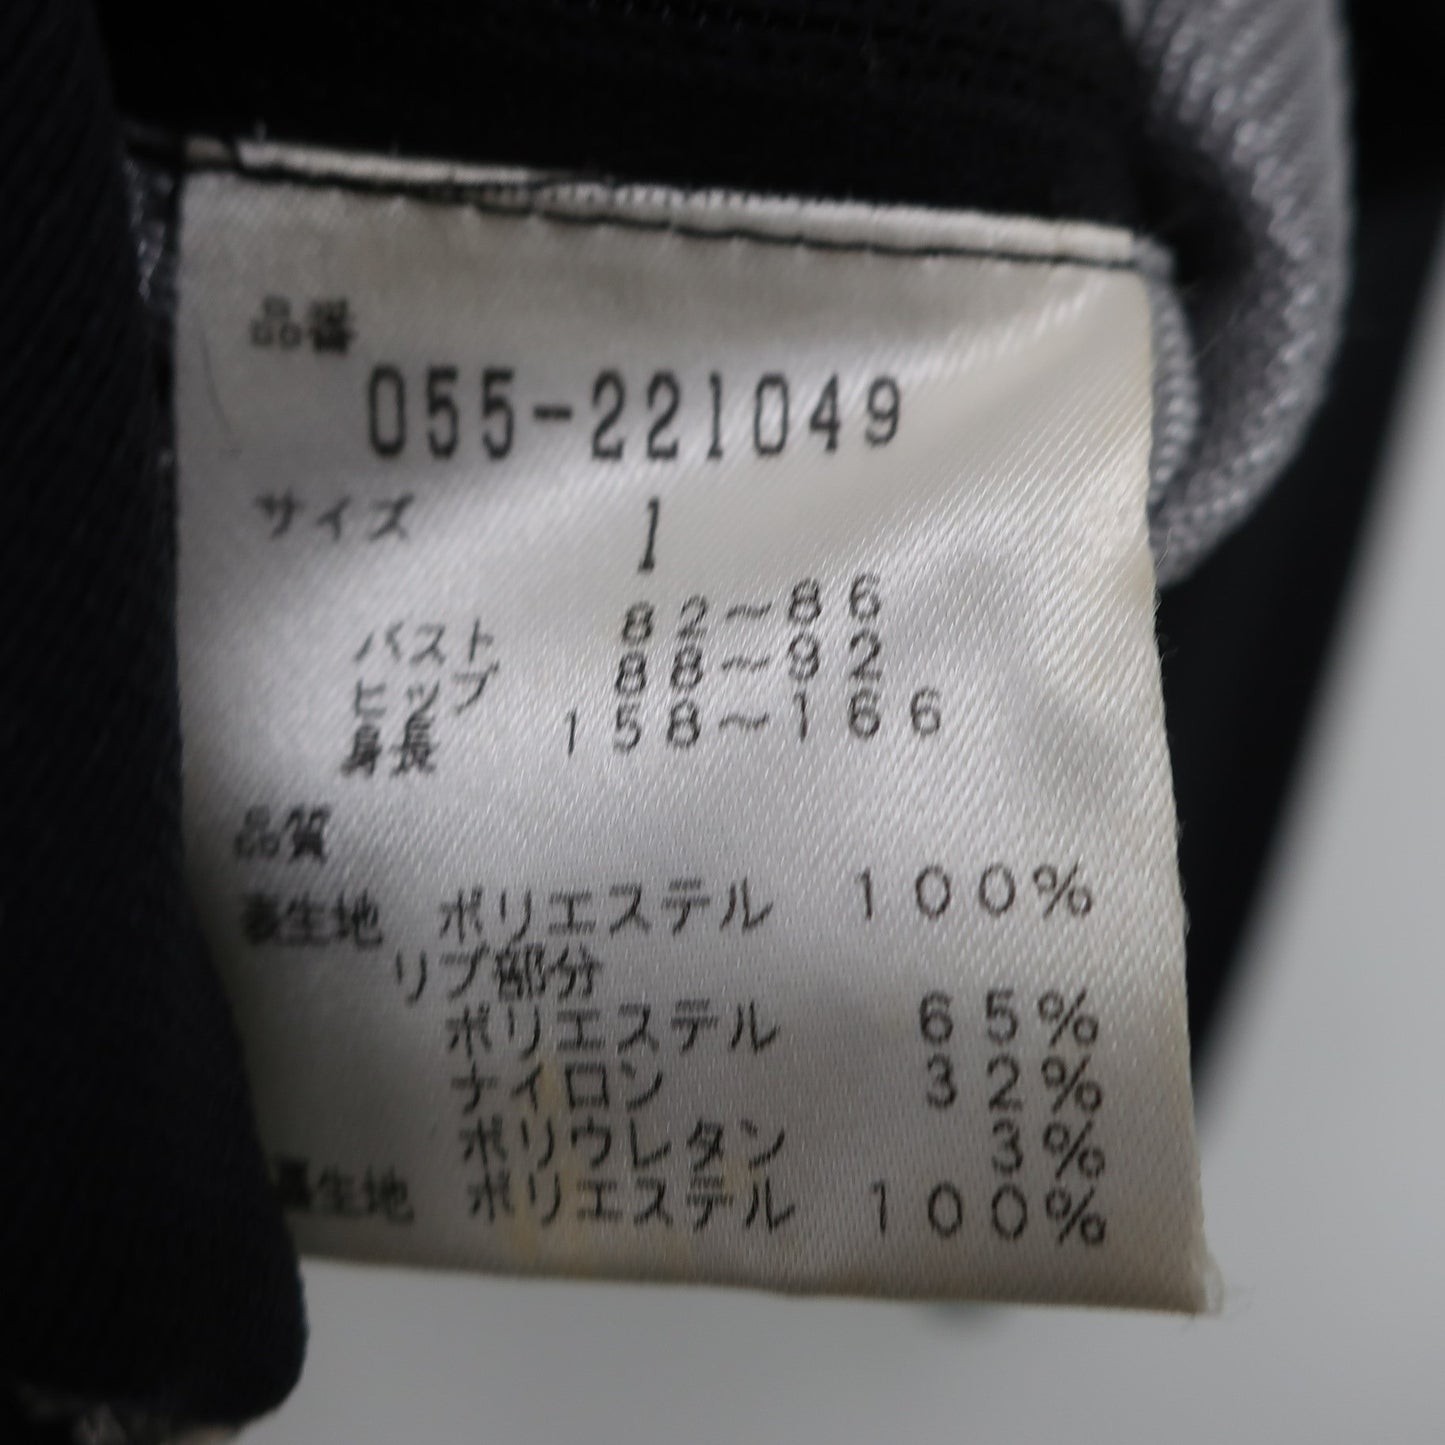 品番
055-221049
サイズ 1
バスト 82〜86
ヒップ 88〜92
身長 158〜166
品質
表生地 ポリエステル 100%
リブ部分
ポリエステル 65%
ナイロン 32%
ポリウレタン 3%
裏生地 ポリエステル 100%